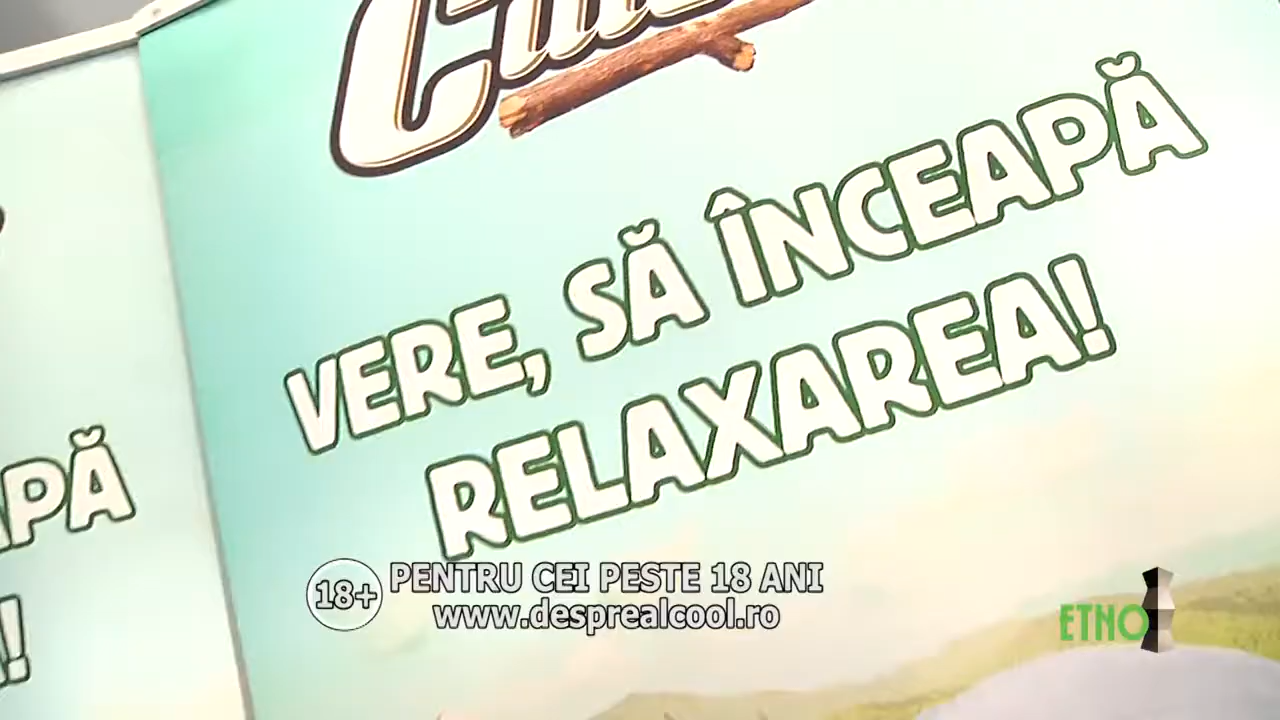 VERE, SĂ ÎNCEAPĂ
RELAXAREA!
APĂ
!
18+ PENTRU CEI PESTE 18 ANI
www.desprealcool.ro
ETNO